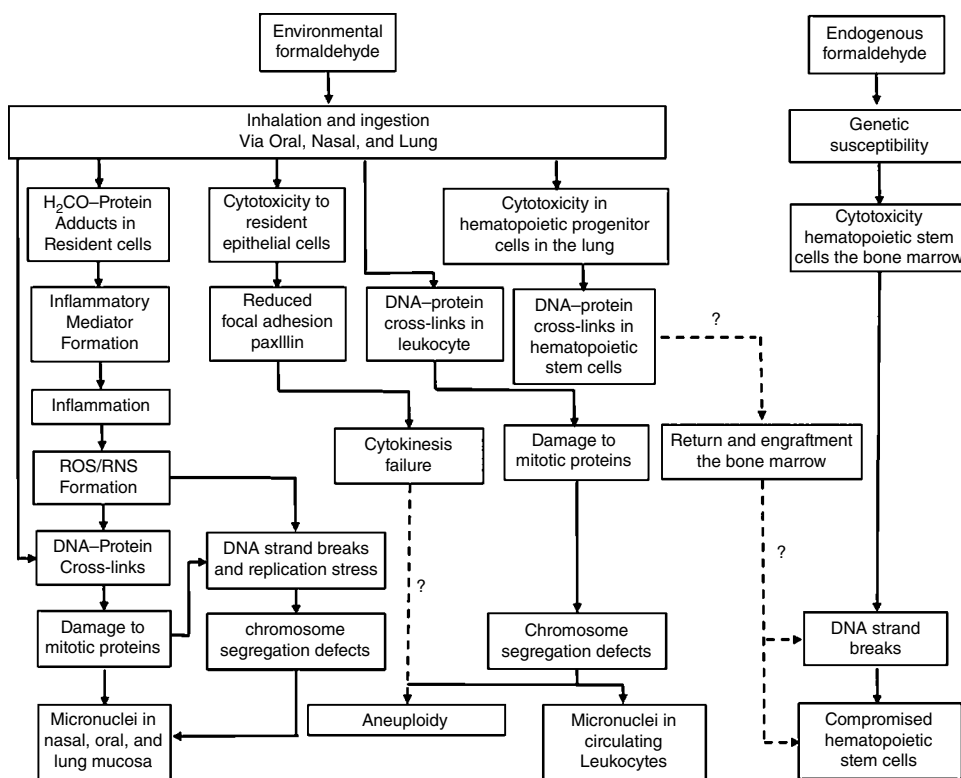 Environmental
formaldehyde
Endogenous
formaldehyde
Inhalation and ingestion
Via Oral, Nasal, and Lung
Genetic
susceptibility
H₂CO–Protein
Adducts in
Resident cells
Cytotoxicity to
resident
epithelial cells
Cytotoxicity in
hematopoietic progenitor
cells in the lung
Cytotoxicity
hematopoietic stem
cells the bone marrow
Inflammatory
Mediator
Formation
Reduced
focal adhesion
paxlllin
DNA–protein
cross-links in
leukocyte
DNA–protein
cross-links in
hematopoietic
stem cells
?
Inflammation
Cytokinesis
failure
Damage to
mitotic proteins
Return and engraftment
the bone marrow
ROS/RNS
Formation
DNA–Protein
Cross-links
DNA strand breaks
and replication stress
?
?
Damage to
mitotic proteins
chromosome
segregation defects
Chromosome
segregation defects
DNA strand
breaks
Micronuclei in
nasal, oral, and
lung mucosa
Aneuploidy
Micronuclei in
circulating
Leukocytes
Compromised
hematopoietic
stem cells